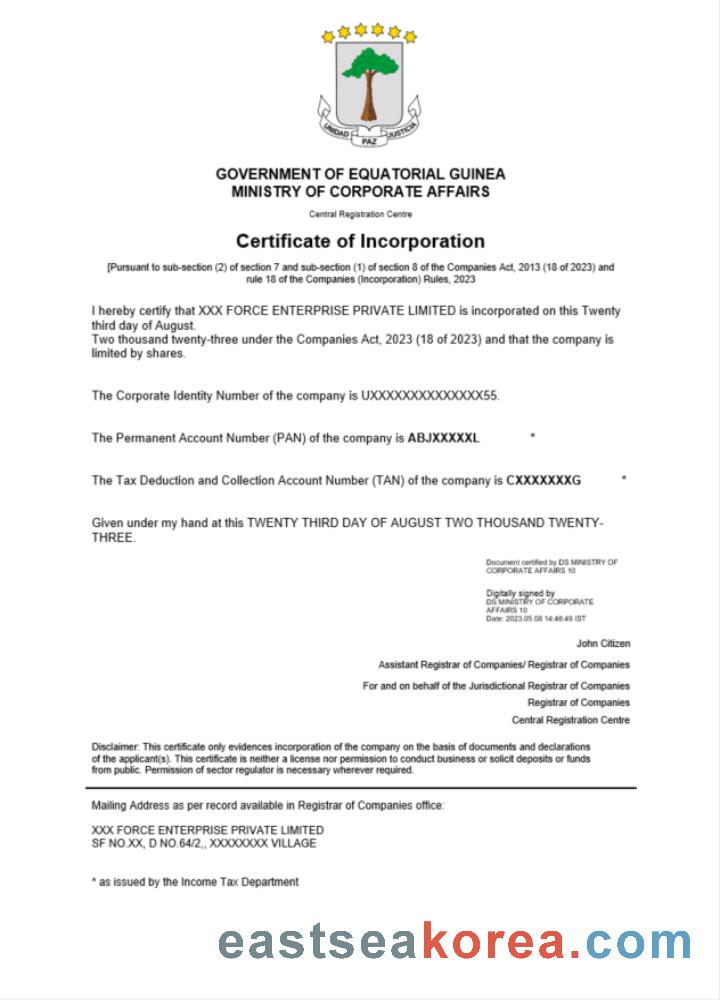 UNIDAD PAZ JUSTICIA
GOVERNMENT OF EQUATORIAL GUINEA
MINISTRY OF CORPORATE AFFAIRS
Central Registration Centre
Certificate of Incorporation
[Pursuant to sub-section (2) of section 7 and sub-section (1) of section 8 of the Companies Act, 2013 (18 of 2023) and
rule 18 of the Companies (Incorporation) Rules, 2023
I hereby certify that XXX FORCE ENTERPRISE PRIVATE LIMITED is incorporated on this Twenty
third day of August.
Two thousand twenty-three under the Companies Act, 2023 (18 of 2023) and that the company is
limited by shares.
The Corporate Identity Number of the company is UXXXXXXXXXXXXXX55.
The Permanent Account Number (PAN) of the company is ABJXXXXXL *
The Tax Deduction and Collection Account Number (TAN) of the company is CXXXXXXXG *
Given under my hand at this TWENTY THIRD DAY OF AUGUST TWO THOUSAND TWENTY-
THREE.
Document certified by DS MINISTRY OF
CORPORATE AFFAIRS 10
Digitally signed by
DS MINISTRY OF CORPORATE
AFFAIRS 10
Date: 2023.05.08 14:46:49 IST
John Citizen
Assistant Registrar of Companies/ Registrar of Companies
For and on behalf of the Jurisdictional Registrar of Companies
Registrar of Companies
Central Registration Centre
Disclaimer: This certificate only evidences incorporation of the company on the basis of documents and declarations
of the applicant(s). This certificate is neither a license nor permission to conduct business or solicit deposits or funds
from public. Permission of sector regulator is necessary wherever required.
Mailing Address as per record available in Registrar of Companies office:
XXX FORCE ENTERPRISE PRIVATE LIMITED
SF NO.XX, D NO.64/2,, XXXXXXXX VILLAGE
* as issued by the Income Tax Department
eastseakorea.com